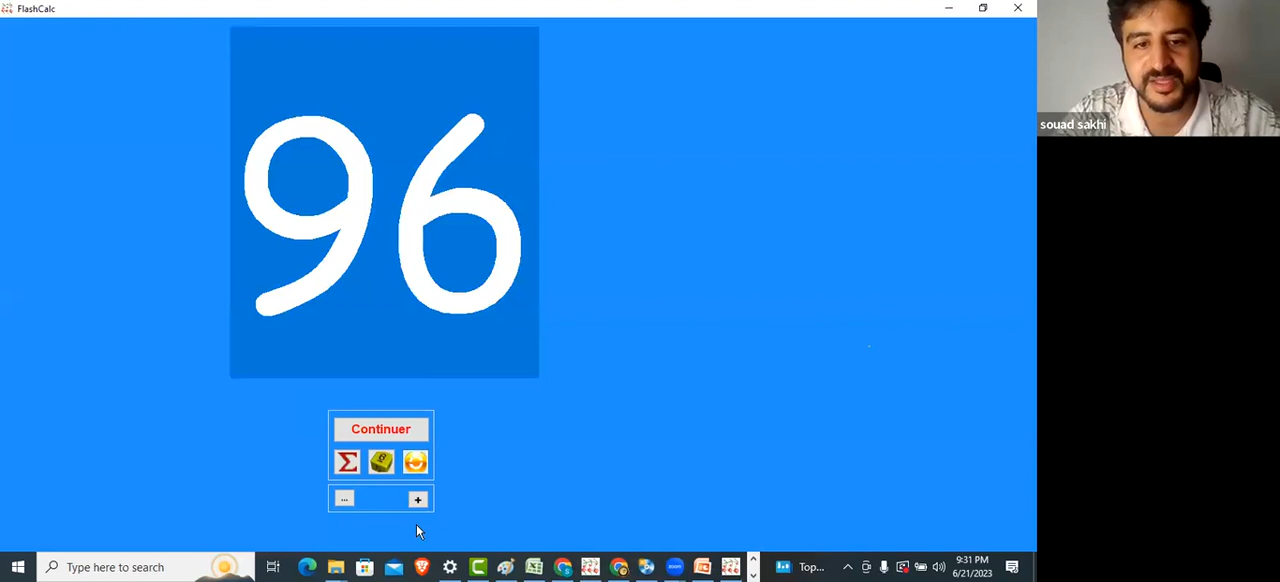 FlashCalc
souad sakhi
96
Continuer
Σ
... +
Type here to search
Top...
9:31 PM
6/21/2023